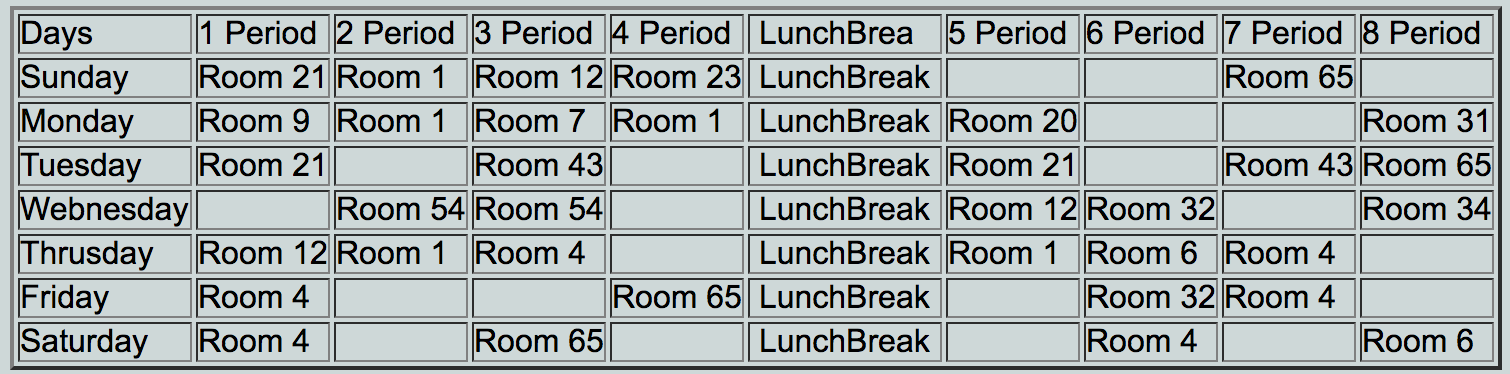 Days 1 Period 2 Period 3 Period 4 Period LunchBrea 5 Period 6 Period 7 Period 8 Period
Sunday Room 21 Room 1 Room 12 Room 23 LunchBreak Room 65
Monday Room 9 Room 1 Room 7 Room 1 LunchBreak Room 20 Room 31
Tuesday Room 21 Room 43 LunchBreak Room 21 Room 43 Room 65
Webnesday Room 54 Room 54 LunchBreak Room 12 Room 32 Room 34
Thrusday Room 12 Room 1 Room 4 LunchBreak Room 1 Room 6 Room 4
Friday Room 4 Room 65 LunchBreak Room 32 Room 4
Saturday Room 4 Room 65 LunchBreak Room 4 Room 6